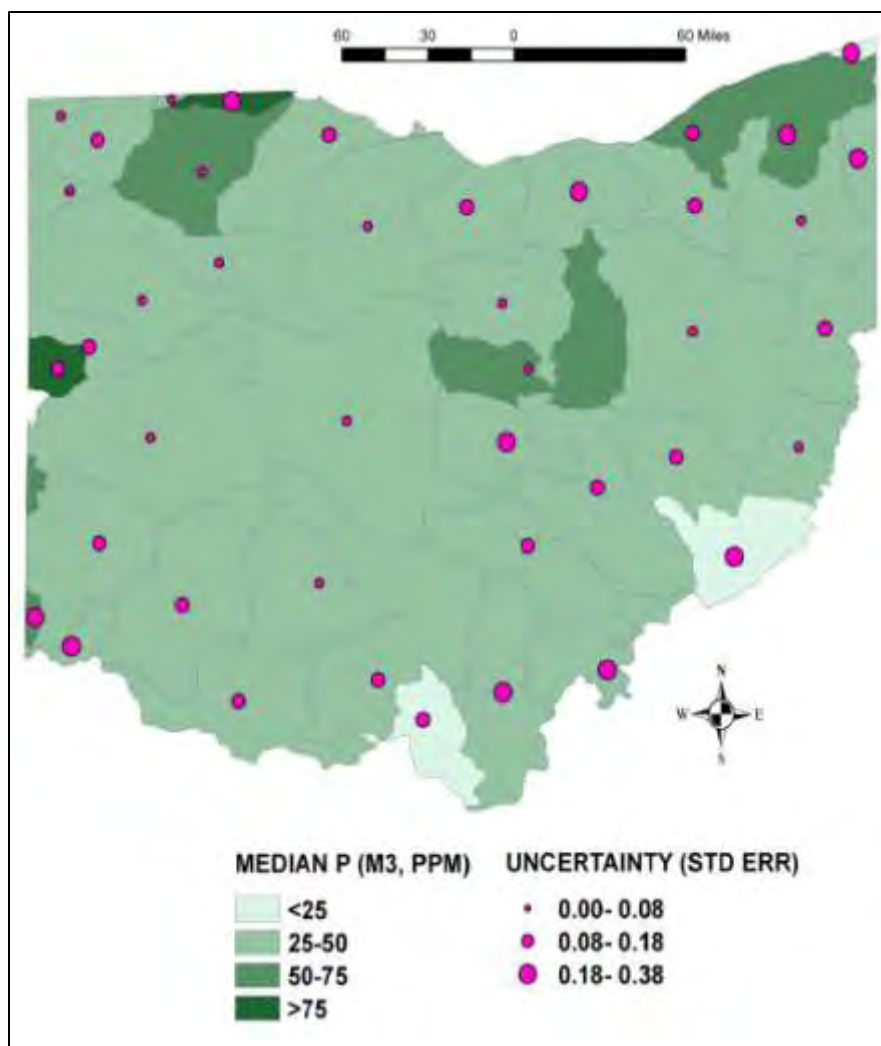 60 30 0 60 Miles
N
W E
S
MEDIAN P (M3, PPM)
<25
25-50
50-75
>75
UNCERTAINTY (STD ERR)
0.00- 0.08
0.08- 0.18
0.18- 0.38